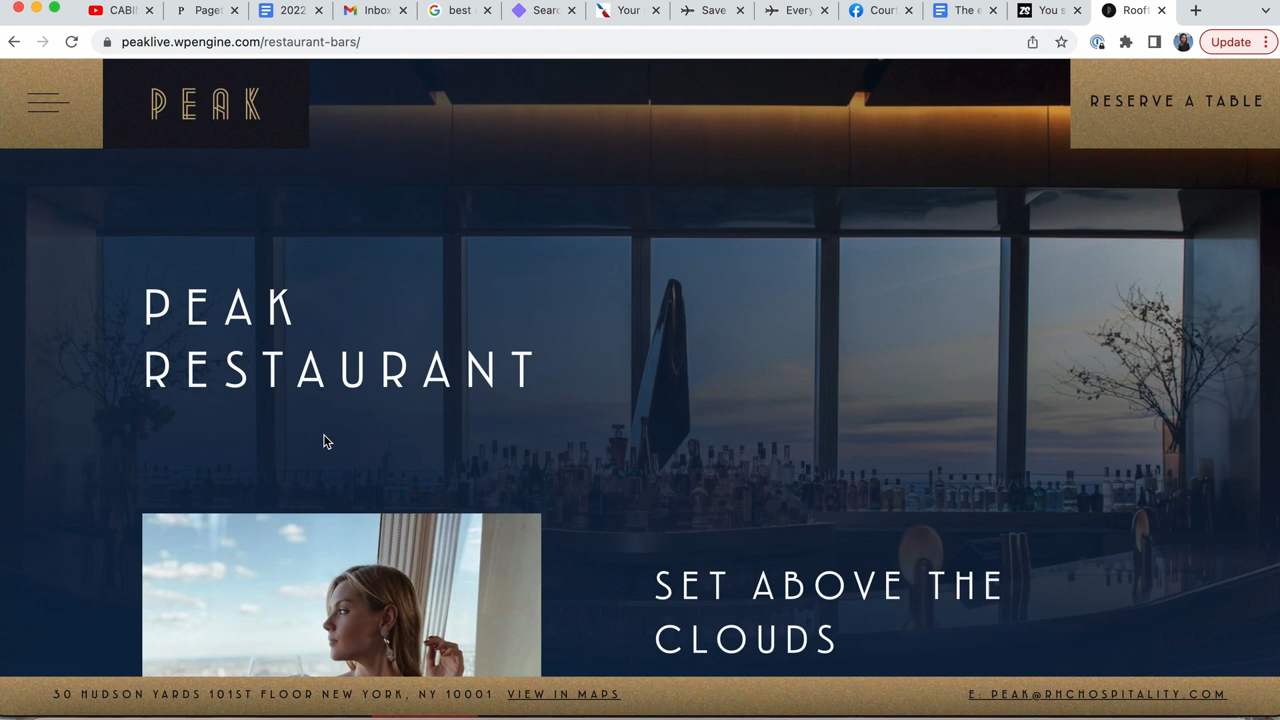 CABI
Page
2022
Inbox
best
Searc
Your
Save
Every
Cour
The e
You s
Roof
peaklive.wpengine.com/restaurant-bars/
Update
PEAK
RESERVE A TABLE
PEAK
RESTAURANT
SET ABOVE THE
CLOUDS
30 HUDSON YARDS 101ST FLOOR NEW YORK, NY 10001 VIEW IN MAPS
E: PEAK@RHCHOSPITALITY.COM